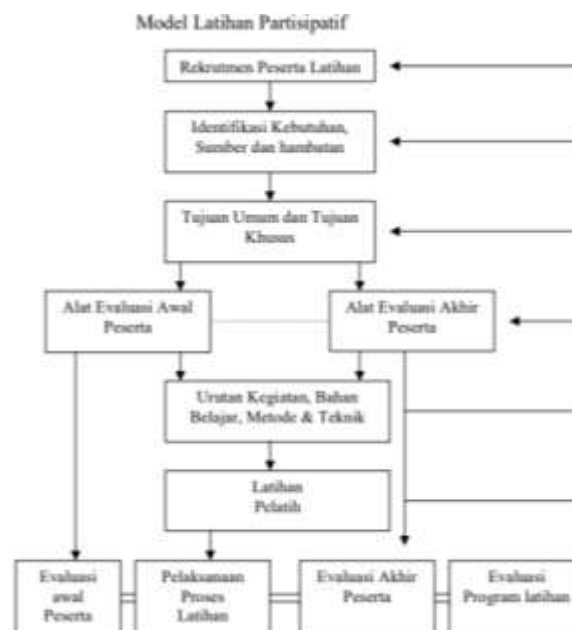 Model Latihan Partisipatif
Rekrutmen Peserta Latihan
Identifikasi Kebutuhan,
Sumber dan hambatan
Tujuan Umum dan Tujuan
Khusus
Alat Evaluasi Awal
Peserta
Alat Evaluasi Akhir
Peserta
Urutan Kegiatan, Bahan
Belajar, Metode & Teknik
Latihan
Pelatih
Evaluasi
awal
Peserta
Pelaksanaan
Proses
Latihan
Evaluasi Akhir
Peserta
Evaluasi
Program latihan